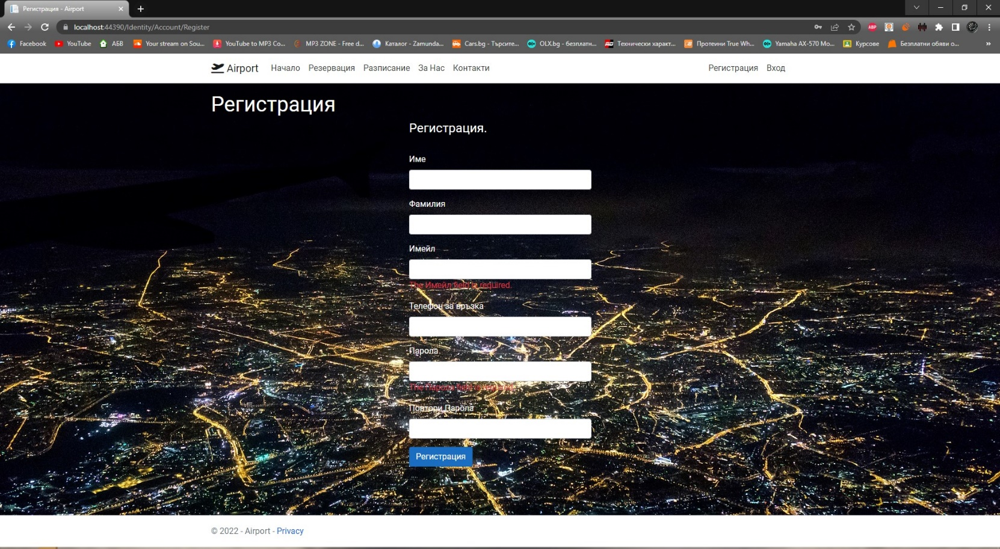 Регистрация - Airport
localhost:44390/Identity/Account/Register
ABP
Facebook YouTube АБВ Your stream on Sou... YouTube to MP3 Co... MP3 ZONE - Free d... Каталог - Zamunda... Cars.bg - Търсите... OLX.bg - безплатн... Технически характ... Протеини True Wh... Yamaha AX-570 Mo... Курсове Безплатни обяви о... »
Airport Начало Резервация Разписание За Нас Контакти Регистрация Вход
Регистрация
Регистрация.
Име
Фамилия
Имейл
The Имейл field is required.
Телефон за връзка
Парола
The Парола field is required.
Повтори Парола
Регистрация
© 2022 - Airport - Privacy